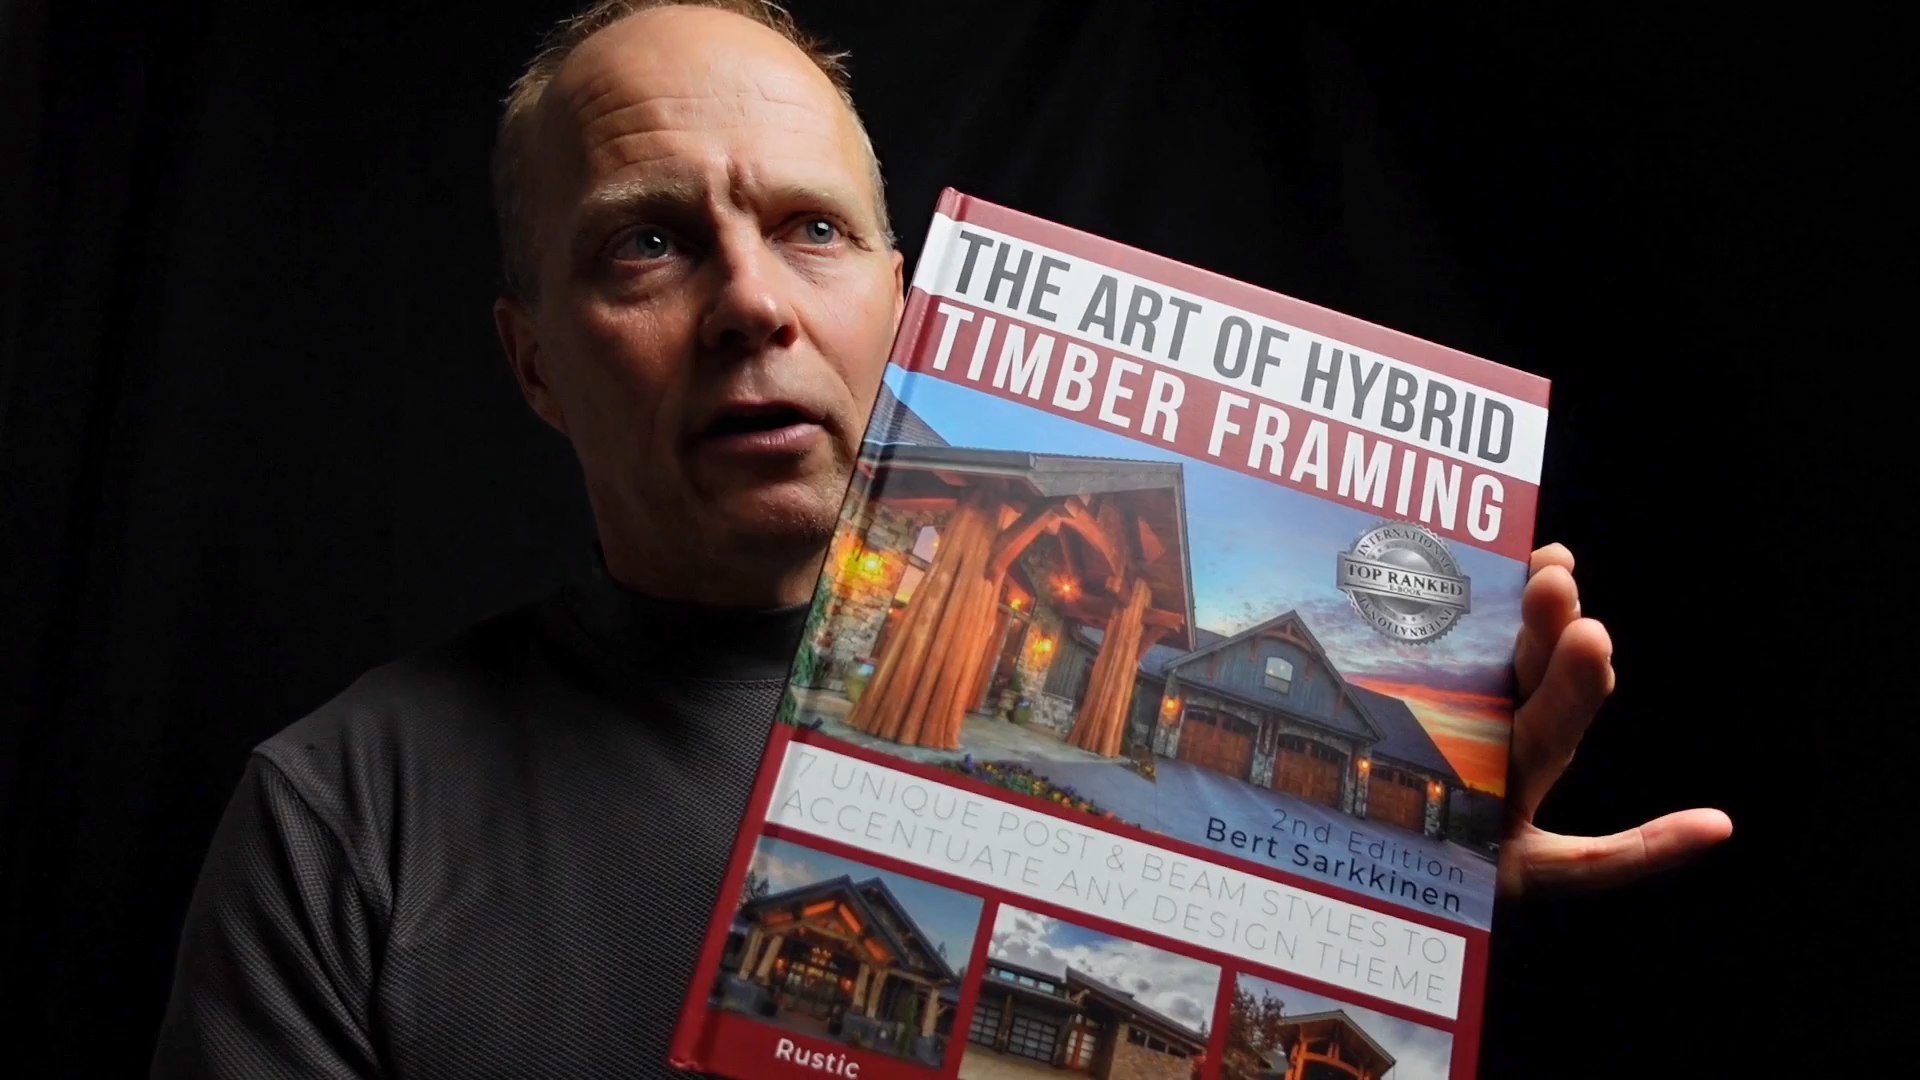 THE ART OF HYBRID
TIMBER FRAMING
INTERNATIONAL
TOP RANKED
E-BOOK
INTERNATIONAL
2nd Edition
Bert Sarkkinen
7 UNIQUE POST & BEAM STYLES TO
ACCENTUATE ANY DESIGN THEME
Rustic